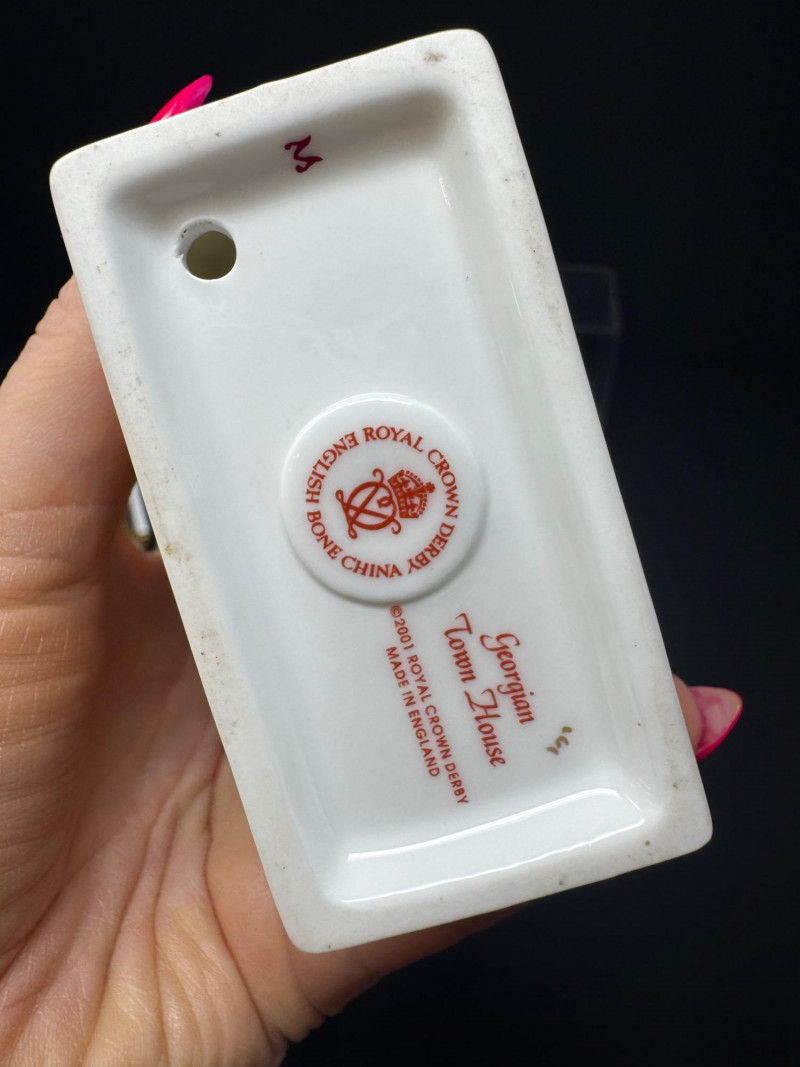 M
ROYAL CROWN DERBY
ENGLISH BONE CHINA
Georgian
Town House
©2001 ROYAL CROWN DERBY
MADE IN ENGLAND